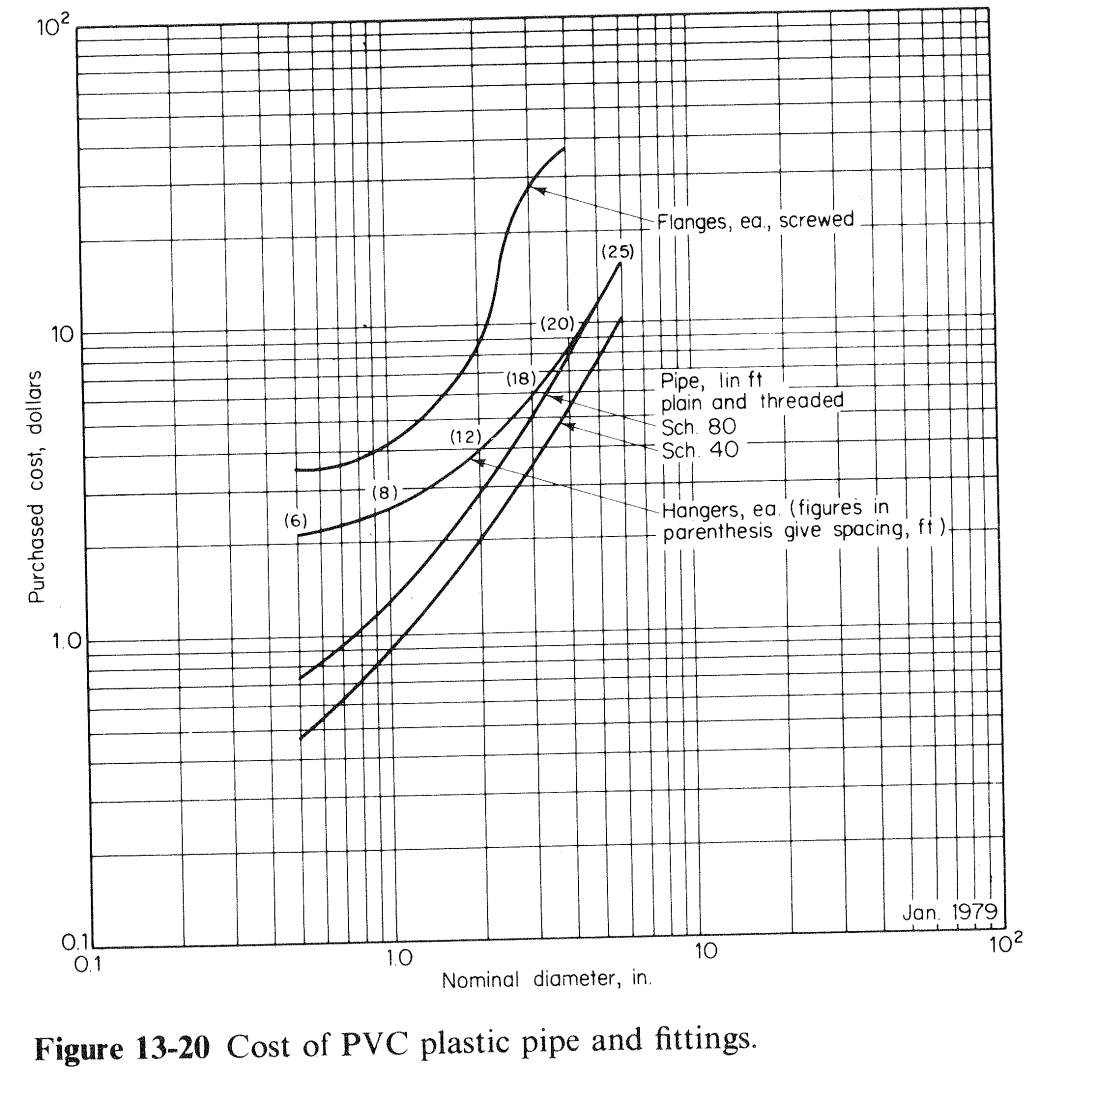 10²
Flanges, ea., screwed
(25)
10
(20)
(18)
Pipe, lin ft
plain and threaded
Sch. 80
(12)
Sch. 40
(8)
Hangers, ea. (figures in
(6)
parenthesis give spacing, ft)
Purchased cost, dollars
1.0
Jan. 1979
0.1
0.1
1.0
10
10²
Nominal diameter, in.
Figure 13-20 Cost of PVC plastic pipe and fittings.